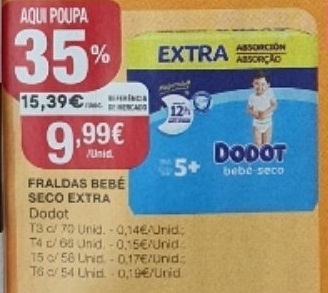 AQUI POUPA
35%
15,39€/Unid. REFERÊNCIA DE MERCADO
9,99€
/Unid.
EXTRA ABSORCIÓN ABSORÇÃO
12h
5+
DODOT
bebé-seco
FRALDAS BEBÉ
SECO EXTRA
Dodot
T3 c/ 70 Unid. - 0,14€/Unid.;
T4 c/ 66 Unid. - 0,15€/Unid.;
T5 c/ 58 Unid. - 0,17€/Unid.;
T6 c/ 54 Unid. - 0,19€/Unid.